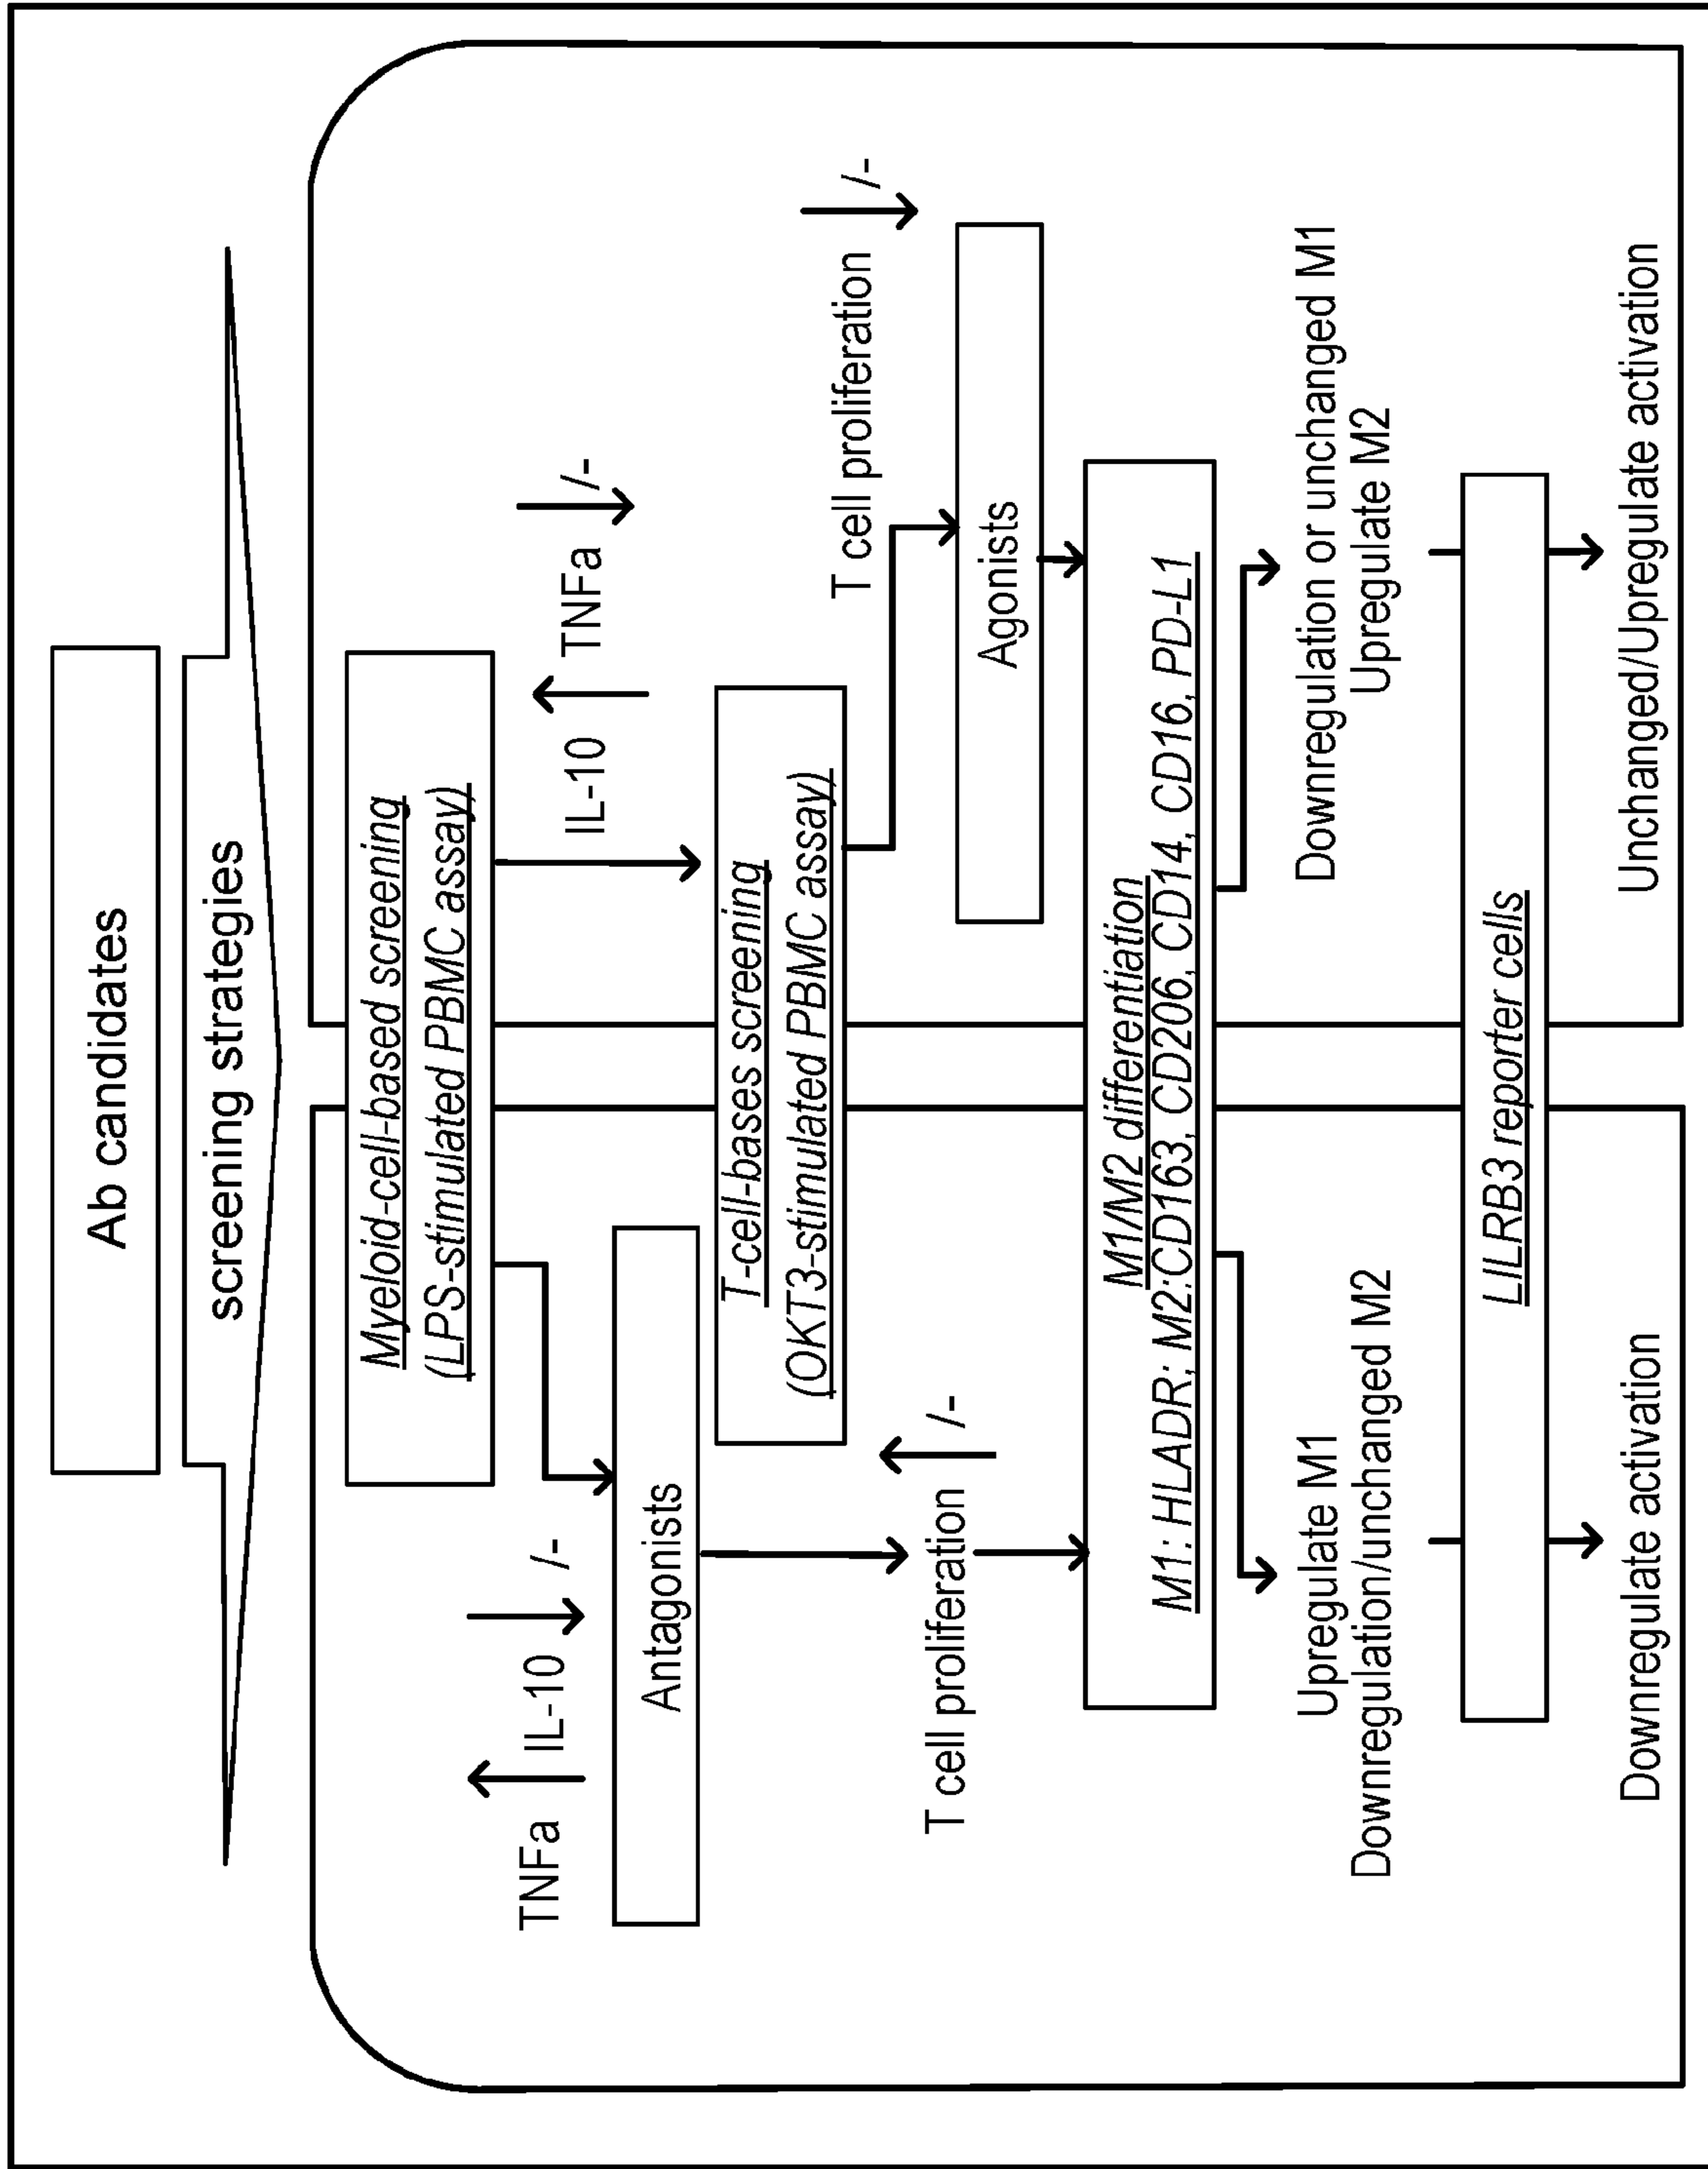 Ab candidates
screening strategies
Myeloid-cell-based screening
(LPS-stimulated PBMC assay)
TNFa ↑ IL-10 ↓ /-
IL-10 ↑ TNFa ↓ /-
Antagonists
T-cell-bases screening
(OKT3-stimulated PBMC assay)
T cell proliferation ↑ /-
T cell proliferation ↓ /-
Agonists
M1/M2 differentiation
M1: HLADR; M2:CD163, CD206, CD14, CD16, PD-L1
Upregulate M1
Downregulation/unchanged M2
Downregulation or unchanged M1
Upregulate M2
LILRB3 reporter cells
Downregulate activation
Unchanged/Upregulate activation